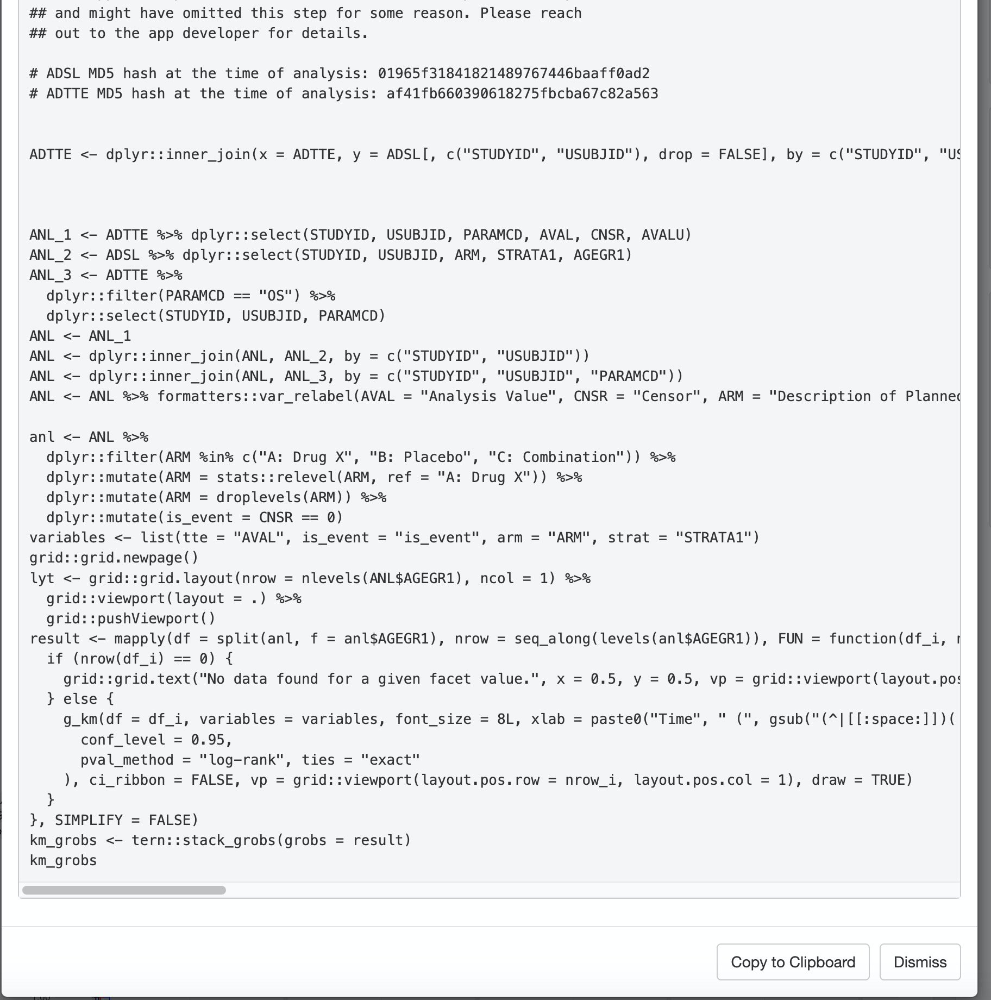 ## and might have omitted this step for some reason. Please reach
## out to the app developer for details.
# ADSL MD5 hash at the time of analysis: 01965f31841821489767446baaff0ad2
# ADTTE MD5 hash at the time of analysis: af41fb660390618275fbcba67c82a563
ADTTE <- dplyr::inner_join(x = ADTTE, y = ADSL[, c("STUDYID", "USUBJID"), drop = FALSE], by = c("STUDYID", "US
ANL_1 <- ADTTE %>% dplyr::select(STUDYID, USUBJID, PARAMCD, AVAL, CNSR, AVALU)
ANL_2 <- ADSL %>% dplyr::select(STUDYID, USUBJID, ARM, STRATA1, AGEGR1)
ANL_3 <- ADTTE %>%
  dplyr::filter(PARAMCD == "OS") %>%
  dplyr::select(STUDYID, USUBJID, PARAMCD)
ANL <- ANL_1
ANL <- dplyr::inner_join(ANL, ANL_2, by = c("STUDYID", "USUBJID"))
ANL <- dplyr::inner_join(ANL, ANL_3, by = c("STUDYID", "USUBJID", "PARAMCD"))
ANL <- ANL %>% formatters::var_relabel(AVAL = "Analysis Value", CNSR = "Censor", ARM = "Description of Planned
anl <- ANL %>%
  dplyr::filter(ARM %in% c("A: Drug X", "B: Placebo", "C: Combination")) %>%
  dplyr::mutate(ARM = stats::relevel(ARM, ref = "A: Drug X")) %>%
  dplyr::mutate(ARM = droplevels(ARM)) %>%
  dplyr::mutate(is_event = CNSR == 0)
variables <- list(tte = "AVAL", is_event = "is_event", arm = "ARM", strat = "STRATA1")
grid::grid.newpage()
lyt <- grid::grid.layout(nrow = nlevels(ANL$AGEGR1), ncol = 1) %>%
  grid::viewport(layout = .) %>%
  grid::pushViewport()
result <- mapply(df = split(anl, f = anl$AGEGR1), nrow = seq_along(levels(anl$AGEGR1)), FUN = function(df_i, n
  if (nrow(df_i) == 0) {
    grid::grid.text("No data found for a given facet value.", x = 0.5, y = 0.5, vp = grid::viewport(layout.pos
  } else {
    g_km(df = df_i, variables = variables, font_size = 8L, xlab = paste0("Time", " (", gsub("(^|[[:space:]])(
      conf_level = 0.95,
      pval_method = "log-rank", ties = "exact"
    ), ci_ribbon = FALSE, vp = grid::viewport(layout.pos.row = nrow_i, layout.pos.col = 1), draw = TRUE)
  }
}, SIMPLIFY = FALSE)
km_grobs <- tern::stack_grobs(grobs = result)
km_grobs
Copy to Clipboard
Dismiss